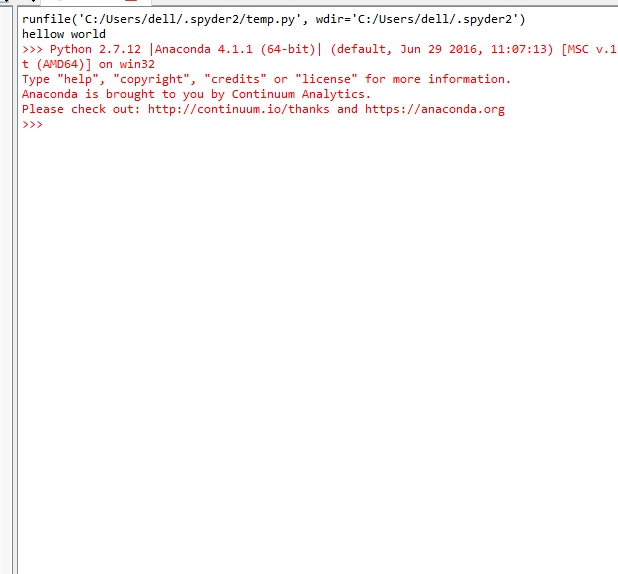 runfile('C:/Users/dell/.spyder2/temp.py', wdir='C:/Users/dell/.spyder2')
hellow world
>>> Python 2.7.12 |Anaconda 4.1.1 (64-bit)| (default, Jun 29 2016, 11:07:13) [MSC v.1
t (AMD64)] on win32
Type "help", "copyright", "credits" or "license" for more information.
Anaconda is brought to you by Continuum Analytics.
Please check out: http://continuum.io/thanks and https://anaconda.org
>>>